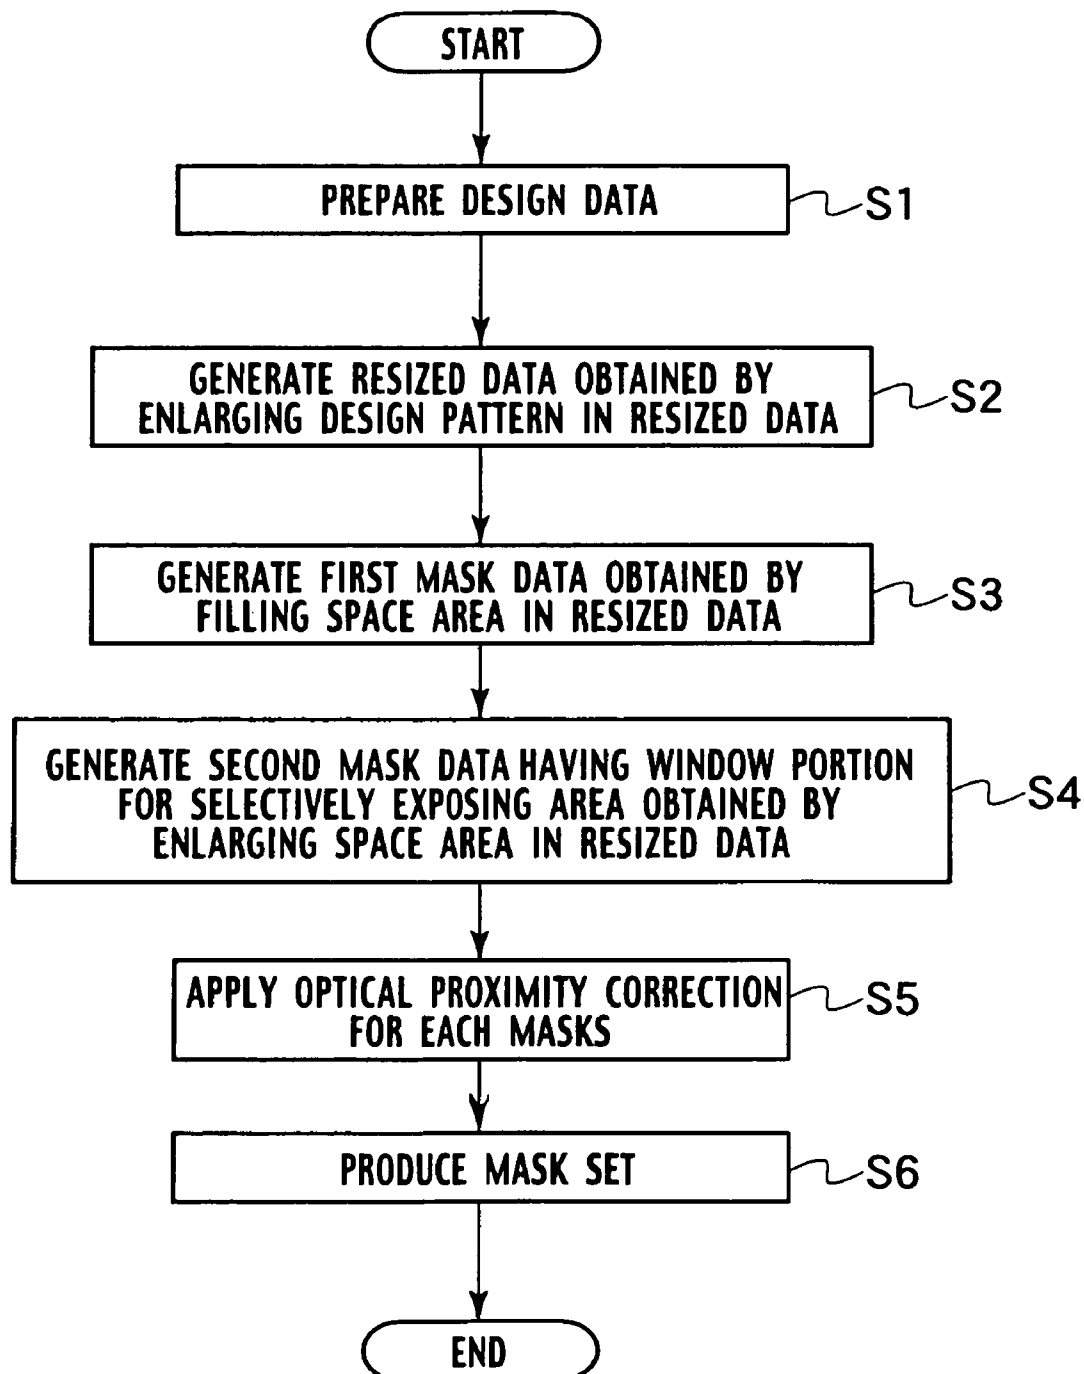 START
PREPARE DESIGN DATA
S1
GENERATE RESIZED DATA OBTAINED BY
ENLARGING DESIGN PATTERN IN RESIZED DATA
S2
GENERATE FIRST MASK DATA OBTAINED BY
FILLING SPACE AREA IN RESIZED DATA
S3
GENERATE SECOND MASK DATA HAVING WINDOW PORTION
FOR SELECTIVELY EXPOSING AREA OBTAINED BY
ENLARGING SPACE AREA IN RESIZED DATA
S4
APPLY OPTICAL PROXIMITY CORRECTION
FOR EACH MASKS
S5
PRODUCE MASK SET
S6
END